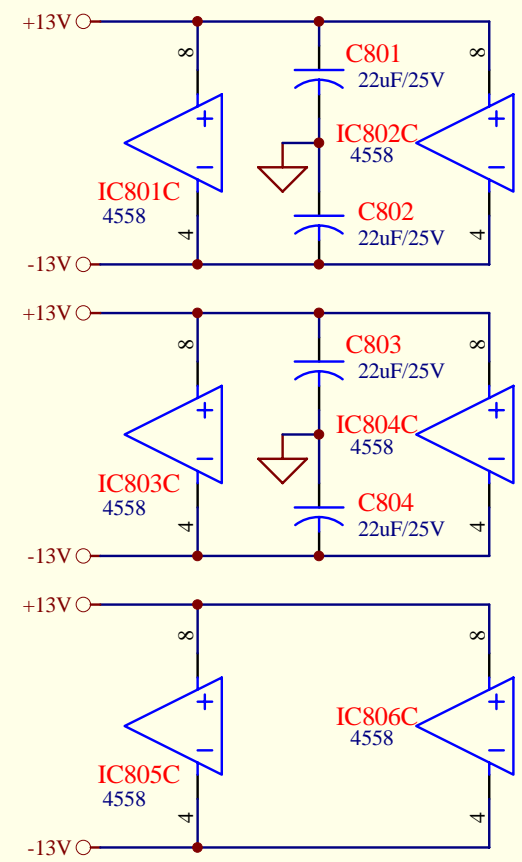 +13V
8
8
C801
22uF/25V
+
+
IC802C
4558
−
−
IC801C
4558
C802
22uF/25V
4
4
-13V
+13V
8
8
C803
22uF/25V
+
+
IC804C
4558
−
−
IC803C
4558
C804
22uF/25V
4
4
-13V
+13V
8
8
+
+
IC806C
4558
−
−
IC805C
4558
4
4
-13V